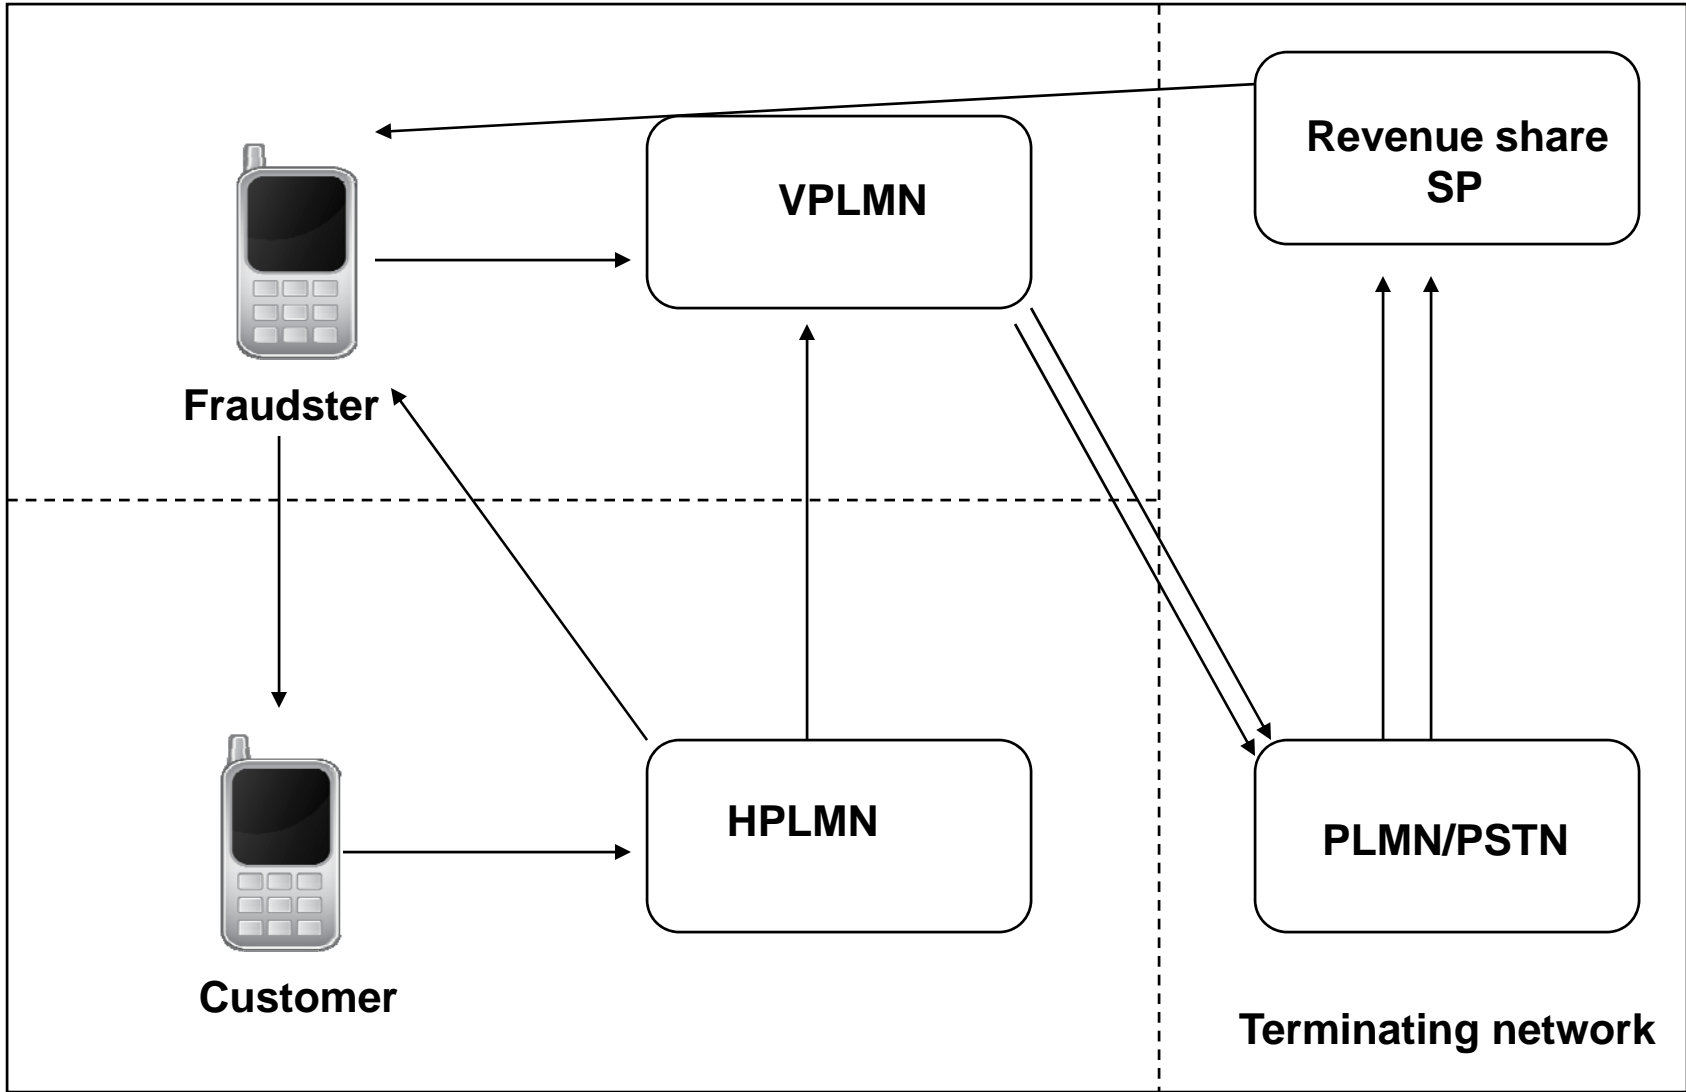 Revenue share
SP
VPLMN
Fraudster
HPLMN
PLMN/PSTN
Customer
Terminating network